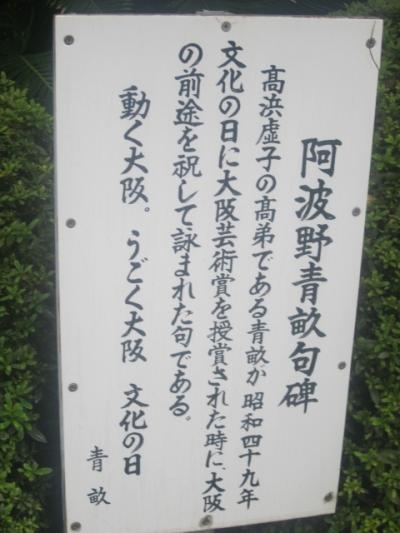 阿波野青畝句碑
高浜虚子の高弟である青畝が昭和四十九年
文化の日に大阪芸術賞を授賞された時に、大阪
の前途を祝して詠まれた句である。
動く大阪。うごく大阪　文化の日
青畝